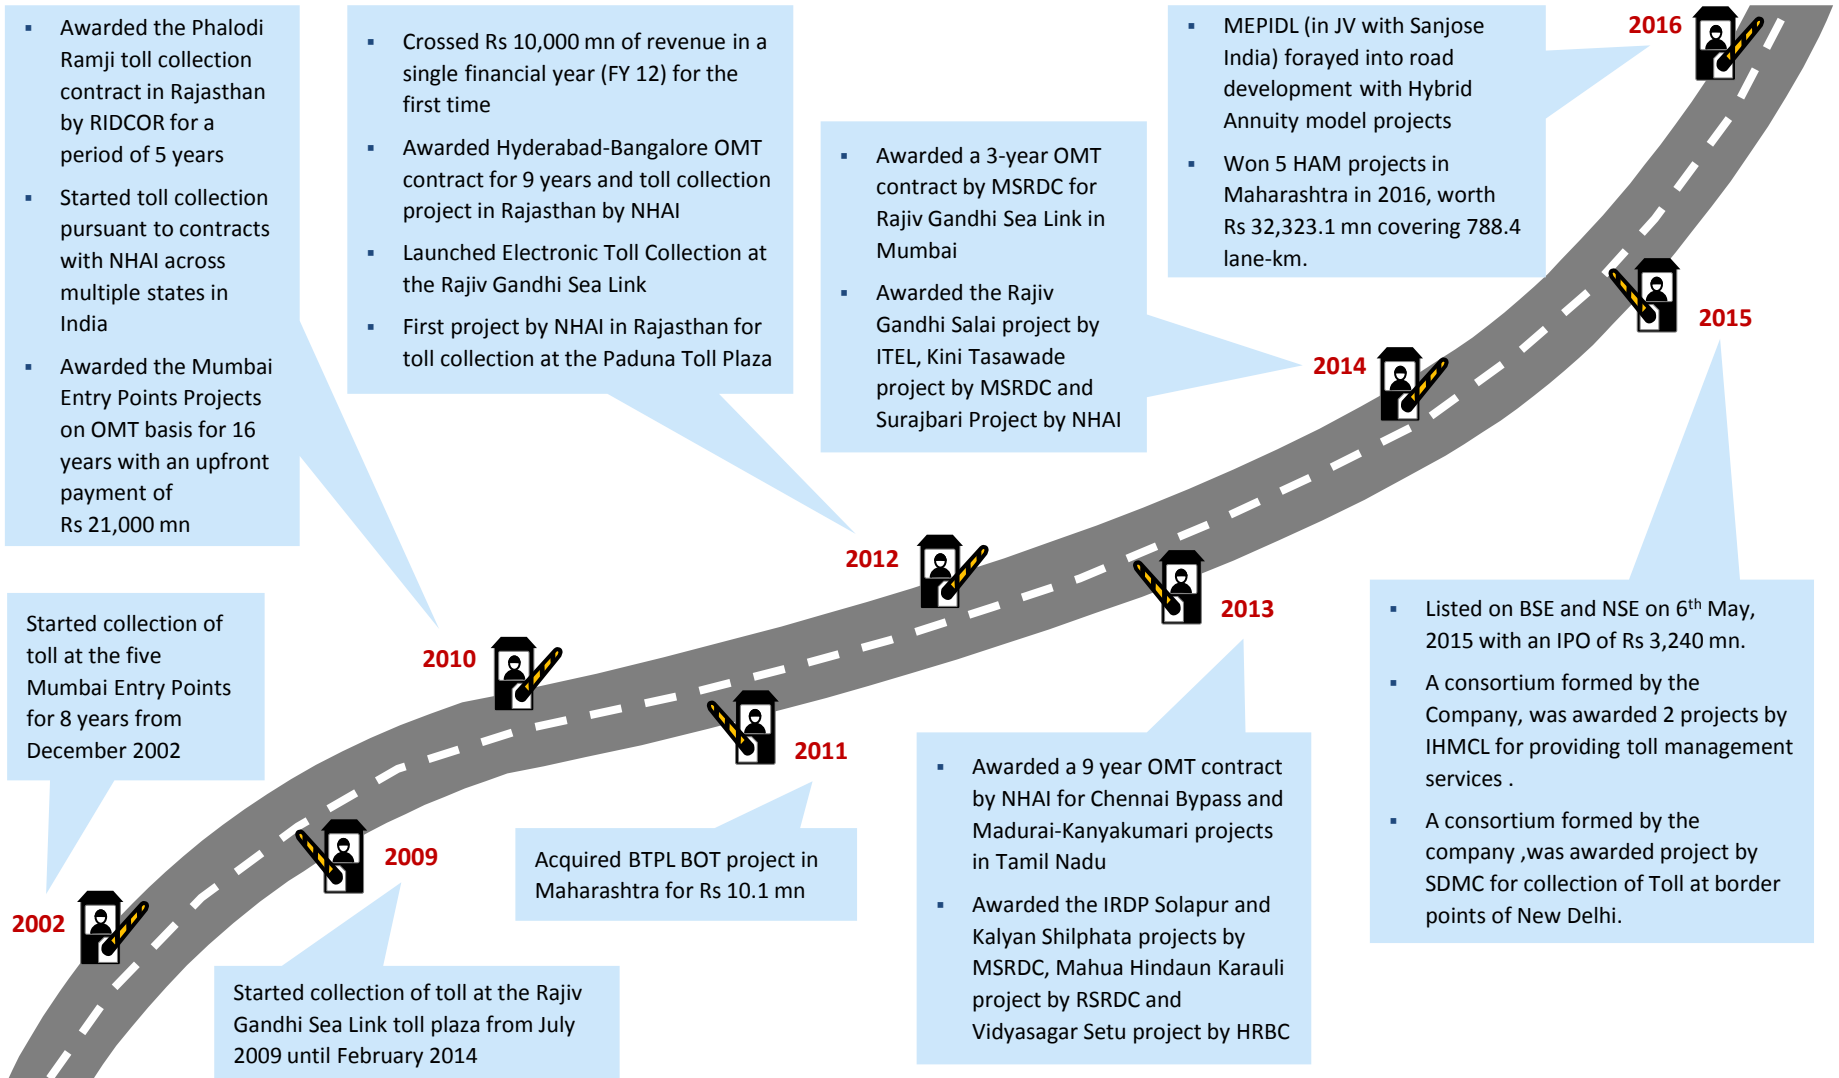 ▪ Awarded the Phalodi
Ramji toll collection
contract in Rajasthan
by RIDCOR for a
period of 5 years
▪ Started toll collection
pursuant to contracts
with NHAI across
multiple states in
India
▪ Awarded the Mumbai
Entry Points Projects
on OMT basis for 16
years with an upfront
payment of
Rs 21,000 mn
▪ Crossed Rs 10,000 mn of revenue in a
single financial year (FY 12) for the
first time
▪ Awarded Hyderabad-Bangalore OMT
contract for 9 years and toll collection
project in Rajasthan by NHAI
▪ Launched Electronic Toll Collection at
the Rajiv Gandhi Sea Link
▪ First project by NHAI in Rajasthan for
toll collection at the Paduna Toll Plaza
▪ Awarded a 3-year OMT
contract by MSRDC for
Rajiv Gandhi Sea Link in
Mumbai
▪ Awarded the Rajiv
Gandhi Salai project by
ITEL, Kini Tasawade
project by MSRDC and
Surajbari Project by NHAI
▪ MEPIDL (in JV with Sanjose
India) forayed into road
development with Hybrid
Annuity model projects
▪ Won 5 HAM projects in
Maharashtra in 2016, worth
Rs 32,323.1 mn covering 788.4
lane-km.
2016
2015
2014
2012
2013
2010
2011
2009
2002
Started collection of
toll at the five
Mumbai Entry Points
for 8 years from
December 2002
Started collection of toll at the Rajiv
Gandhi Sea Link toll plaza from July
2009 until February 2014
Acquired BTPL BOT project in
Maharashtra for Rs 10.1 mn
▪ Awarded a 9 year OMT contract
by NHAI for Chennai Bypass and
Madurai-Kanyakumari projects
in Tamil Nadu
▪ Awarded the IRDP Solapur and
Kalyan Shilphata projects by
MSRDC, Mahua Hindaun Karauli
project by RSRDC and
Vidyasagar Setu project by HRBC
▪ Listed on BSE and NSE on 6th May,
2015 with an IPO of Rs 3,240 mn.
▪ A consortium formed by the
Company, was awarded 2 projects by
IHMCL for providing toll management
services .
▪ A consortium formed by the
company ,was awarded project by
SDMC for collection of Toll at border
points of New Delhi.